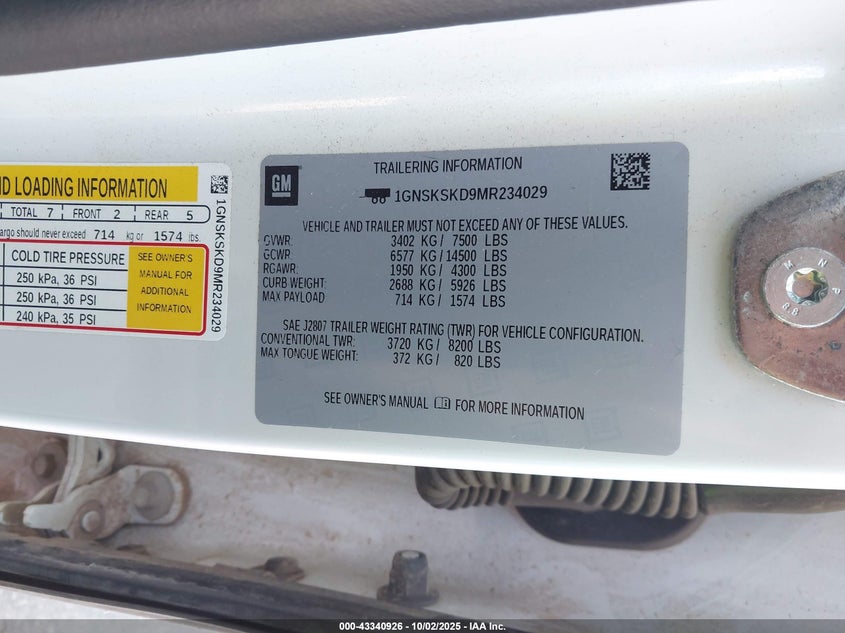 ND LOADING INFORMATION
TOTAL 7 FRONT 2 REAR 5
cargo should never exceed 714 kg or 1574 lbs
COLD TIRE PRESSURE
250 kPa, 36 PSI
250 kPa, 36 PSI
240 kPa, 35 PSI
SEE OWNER'S
MANUAL FOR
ADDITIONAL
INFORMATION
1GNSKSKD9MR234029
GM
TRAILERING INFORMATION
1GNSKSKD9MR234029
VEHICLE AND TRAILER MUST NOT EXCEED ANY OF THESE VALUES.
GVWR: 3402 KG / 7500 LBS
GCWR: 6577 KG / 14500 LBS
RGAWR: 1950 KG / 4300 LBS
CURB WEIGHT: 2688 KG / 5926 LBS
MAX PAYLOAD 714 KG / 1574 LBS
SAE J2807 TRAILER WEIGHT RATING (TWR) FOR VEHICLE CONFIGURATION.
CONVENTIONAL TWR: 3720 KG / 8200 LBS
MAX TONGUE WEIGHT: 372 KG / 820 LBS
SEE OWNER'S MANUAL FOR MORE INFORMATION
M N P 8.8
000-43340926 - 10/02/2025 - IAA Inc.